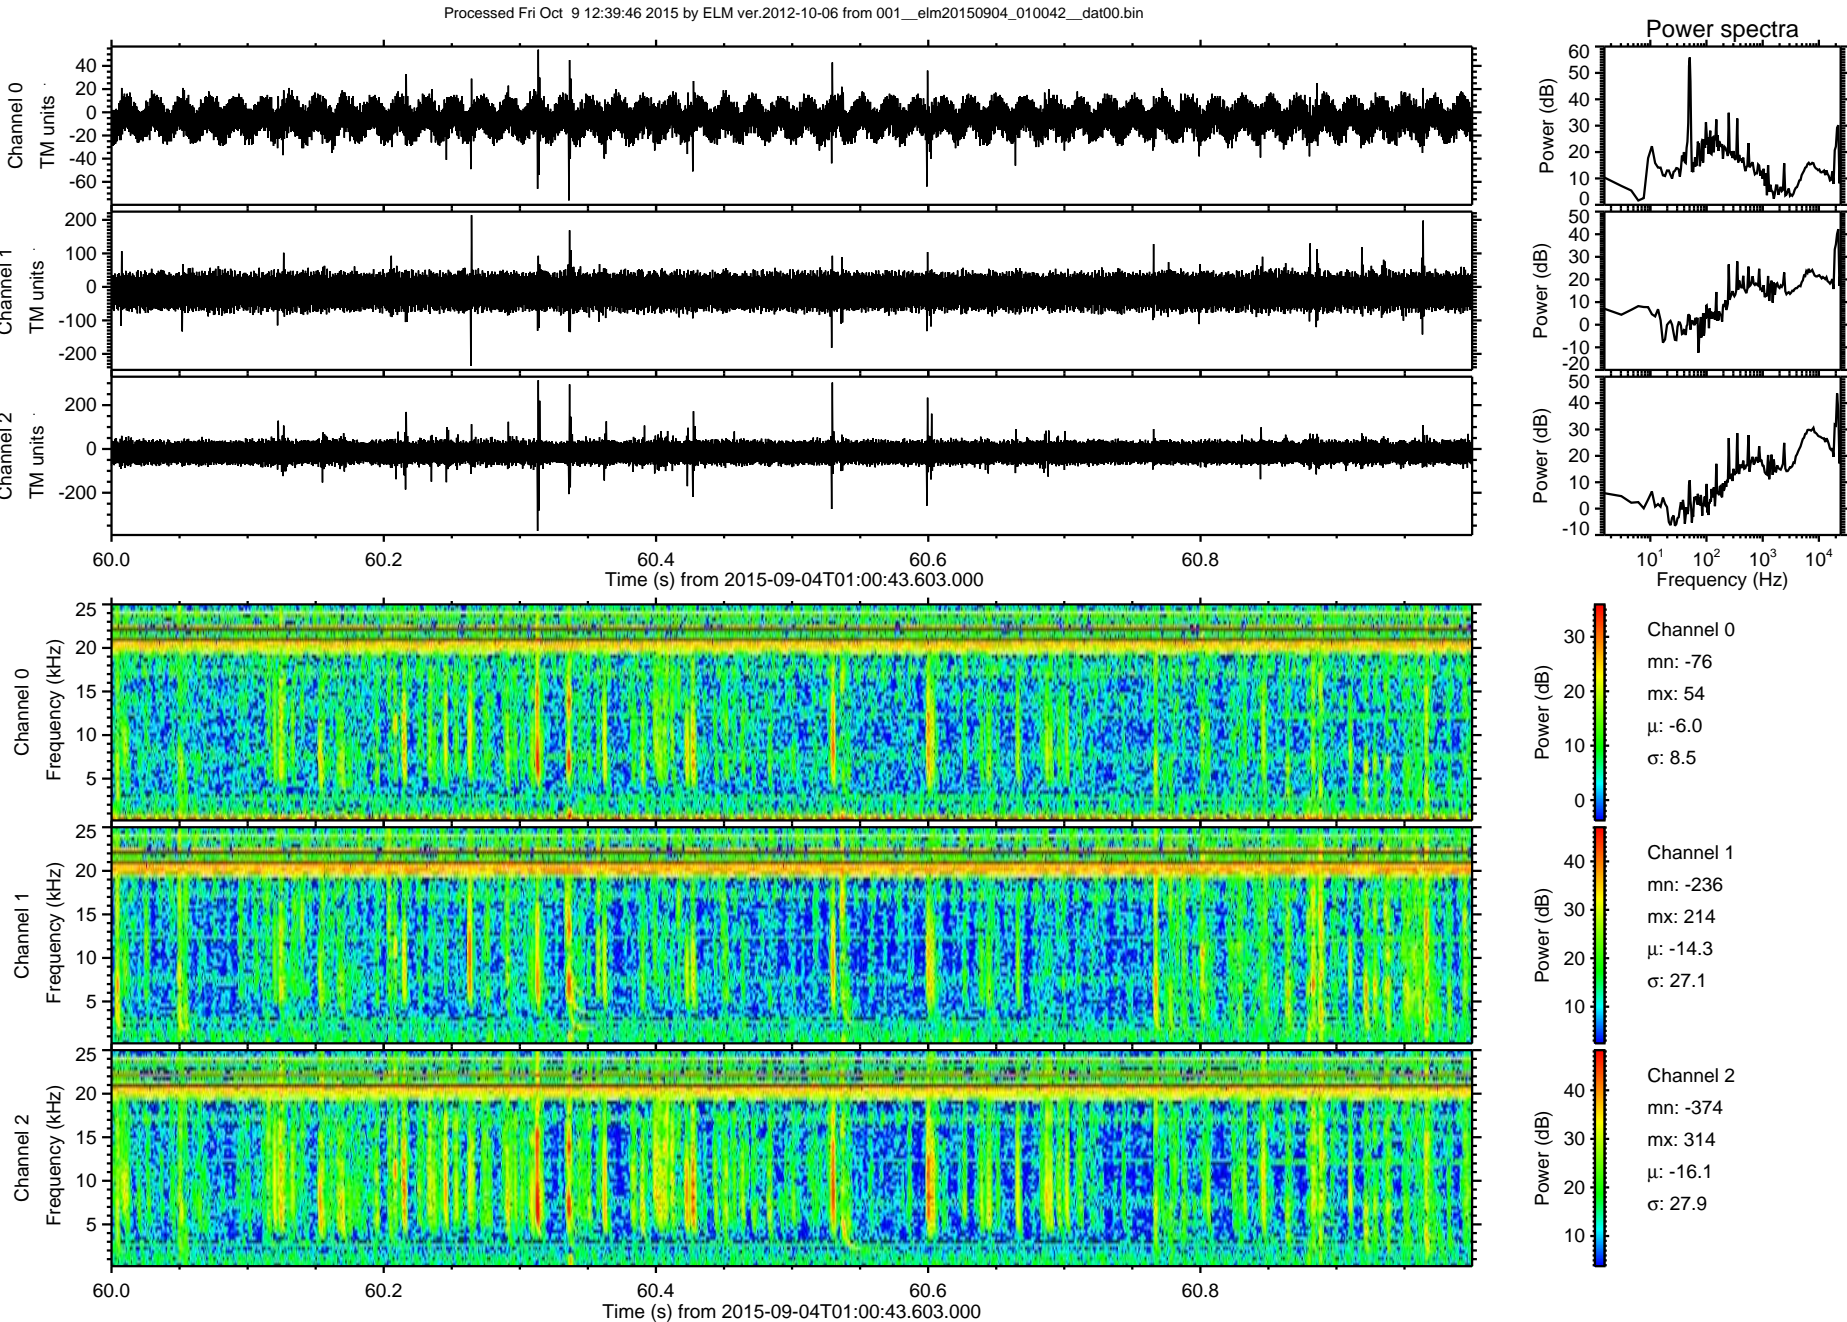 Processed Fri Oct  9 12:39:46 2015 by ELM ver.2012-10-06 from 001__elm20150904_010042__dat00.bin
Power spectra
Channel 0
TM units
40
20
0
-20
-40
-60
Power (dB)
60
50
40
30
20
10
0
Channel 1
TM units
200
100
0
-100
-200
Power (dB)
50
40
30
20
10
0
-10
-20
Channel 2
TM units
200
0
-200
Power (dB)
50
40
30
20
10
0
-10
60.0 60.2 60.4 60.6 60.8
Time (s) from 2015-09-04T01:00:43.603.000
10¹ 10² 10³ 10⁴
Frequency (Hz)
Channel 0
Frequency (kHz)
25
20
15
10
5
Power (dB)
30
20
10
0
Channel 0
mn: -76
mx: 54
μ: -6.0
σ: 8.5
Channel 1
Frequency (kHz)
25
20
15
10
5
Power (dB)
40
30
20
10
Channel 1
mn: -236
mx: 214
μ: -14.3
σ: 27.1
Channel 2
Frequency (kHz)
25
20
15
10
5
Power (dB)
40
30
20
10
Channel 2
mn: -374
mx: 314
μ: -16.1
σ: 27.9
60.0 60.2 60.4 60.6 60.8
Time (s) from 2015-09-04T01:00:43.603.000